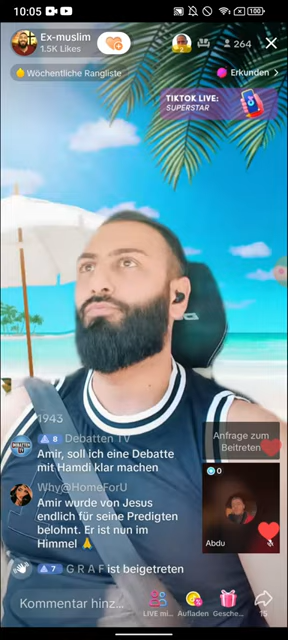 10:05
100
Ex-muslim
1.5K Likes
264
Wöchentliche Rangliste
Erkunden >
TIKTOK LIVE:
SUPERSTAR
1943
8 Debatten TV
Amir, soll ich eine Debatte
mit Hamdi klar machen
Why@HomeForU
Amir wurde von Jesus
endlich für seine Predigten
belohnt. Er ist nun im
Himmel 🙏
7 G R A F ist beigetreten
Anfrage zum
Beitreten
0
Abdu
Kommentar hinz...
LIVE mi...
Aufladen
Gesche...
15